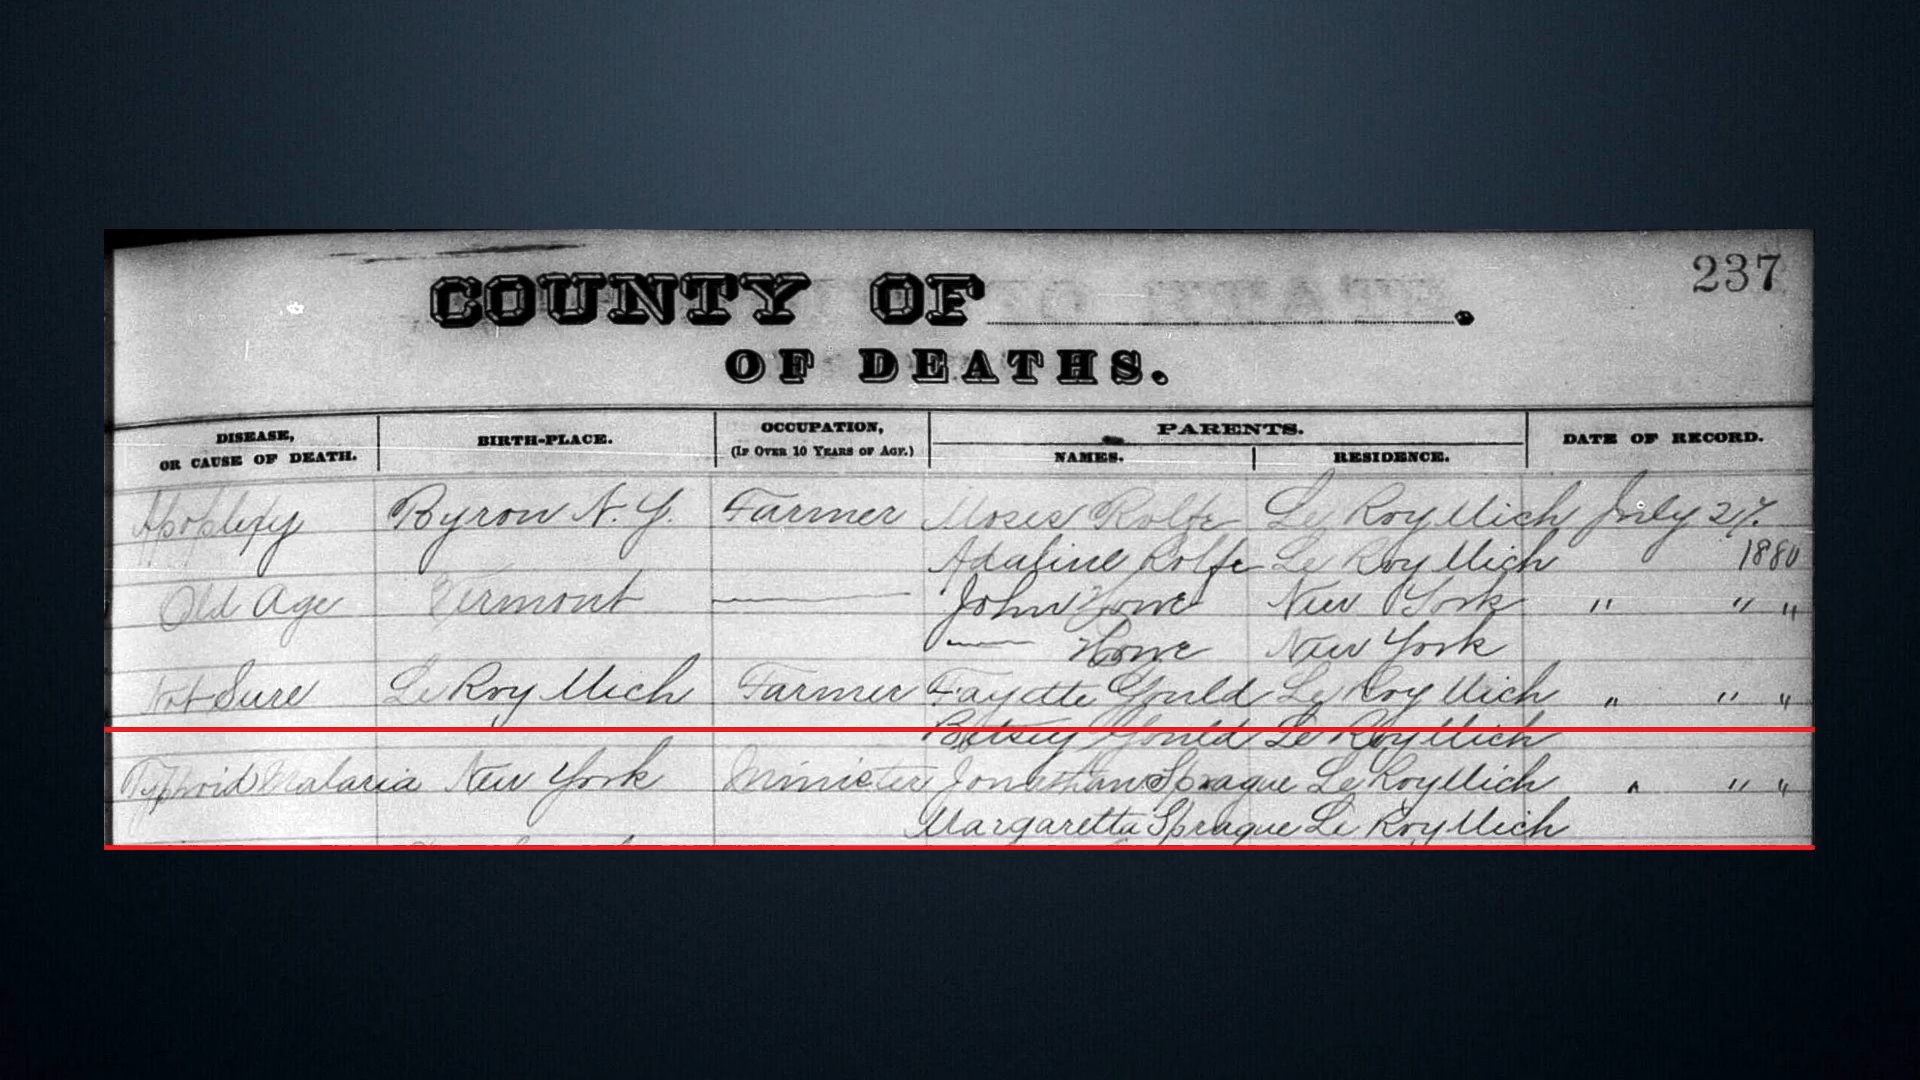 237
COUNTY OF .
OF DEATHS.
DISEASE, OR CAUSE OF DEATH. BIRTH-PLACE. OCCUPATION, (IF OVER 10 YEARS OF AGE.) PARENTS. DATE OF RECORD.
NAMES. RESIDENCE.
Apoplexy Byron N.Y. Farmer Moses Rolfe Le Roy Mich July 27.
Adaline Rolfe Le Roy Mich 1880
Old Age Vermont — John Howe New York " " "
— Howe New York
Not Sure Le Roy Mich Farmer Fayette Gould Le Roy Mich " " "
Betsey Gould Le Roy Mich
Typhoid Malaria New York Minister Jonathan Sprague Le Roy Mich " " "
Margaretta Sprague Le Roy Mich